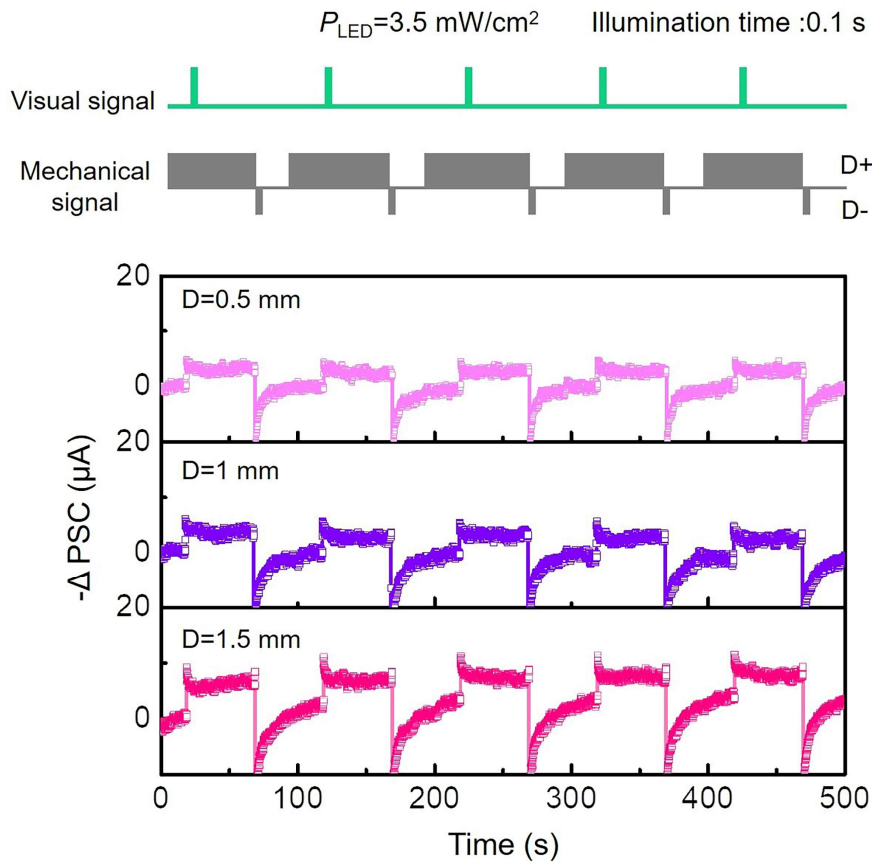 P_LED=3.5 mW/cm² Illumination time :0.1 s
Visual signal
Mechanical
signal
D+
D-
20
D=0.5 mm
0
20
D=1 mm
0
20
D=1.5 mm
0
-Δ PSC (μA)
0 100 200 300 400 500
Time (s)